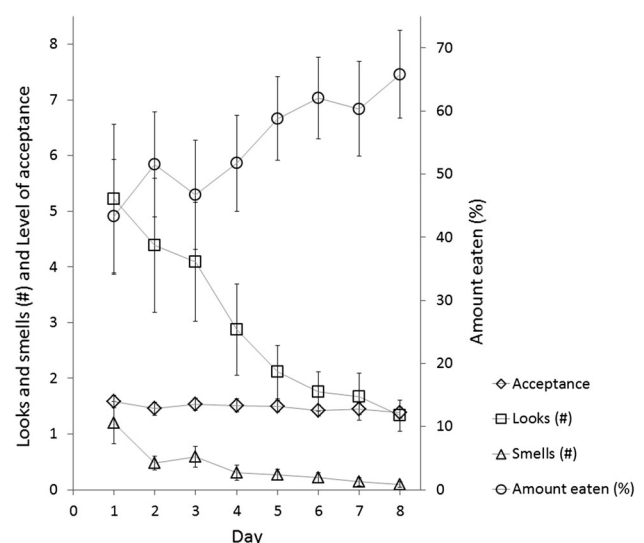 Looks and smells (#) and Level of acceptance
8
7
6
5
4
3
2
1
0
70
60
50
40
30
20
10
0
Amount eaten (%)
0 1 2 3 4 5 6 7 8
Day
Acceptance
Looks (#)
Smells (#)
Amount eaten (%)